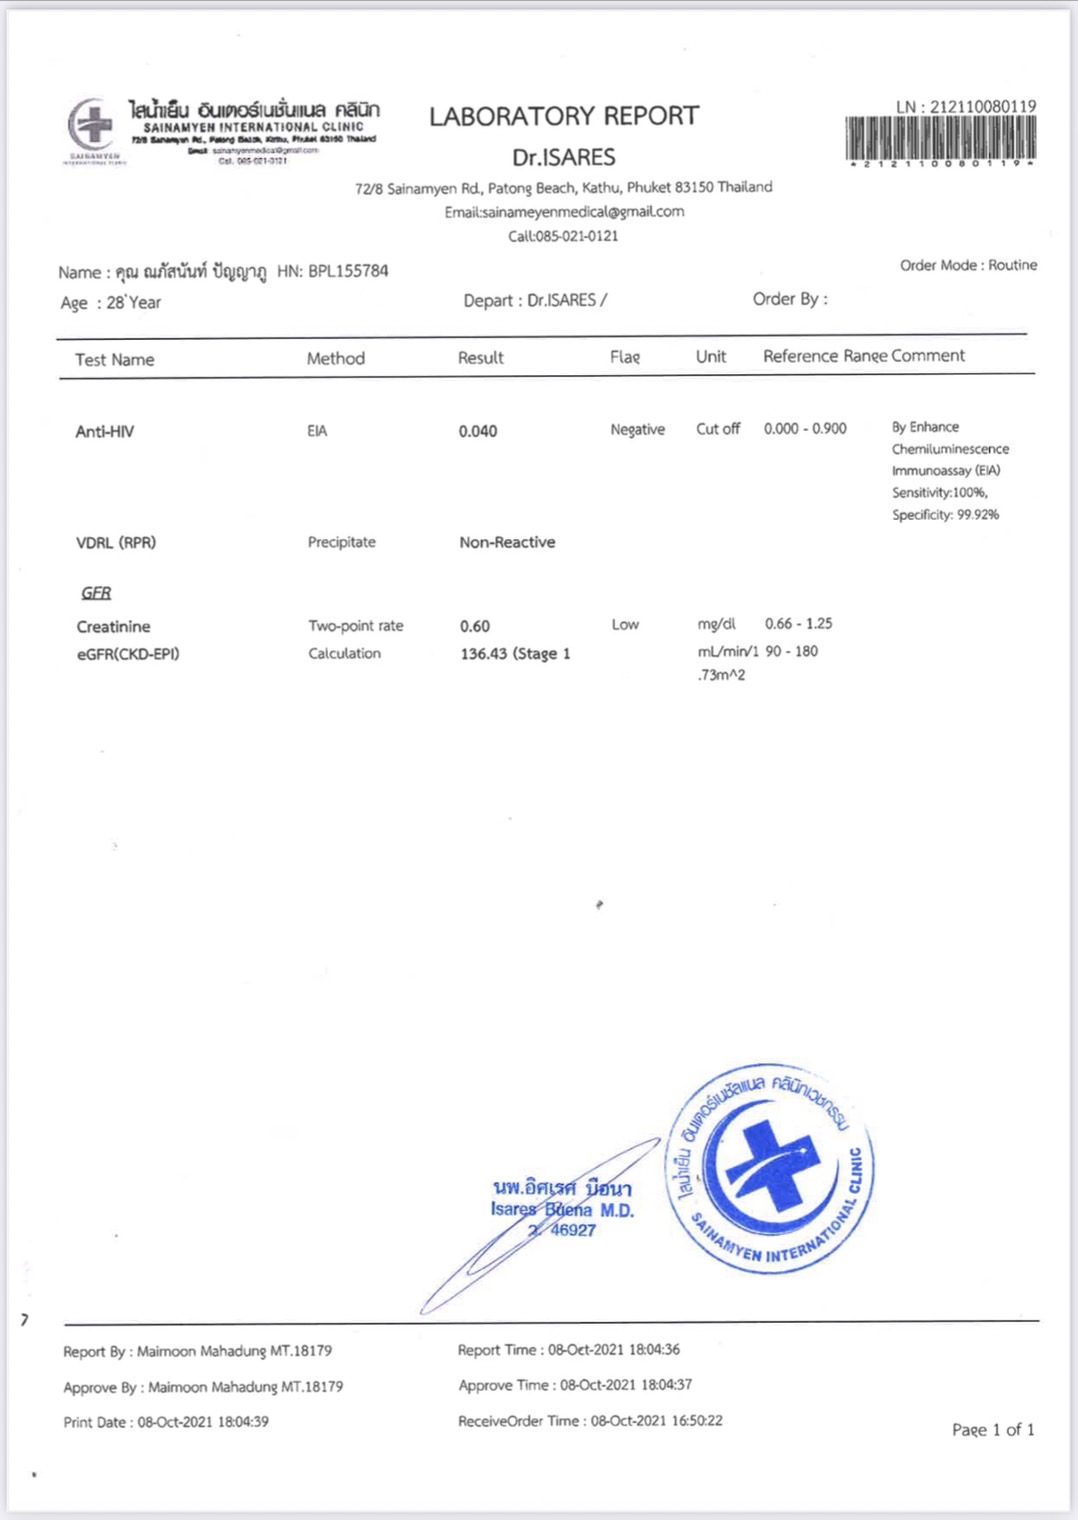 ไสน้ำเย็น อินเตอร์เนชั่นแนล คลินิก
SAINAMYEN INTERNATIONAL CLINIC
72/8 Sainamyen Rd., Patong Beach, Kathu, Phuket 83150 Thailand
Email: sainamyenmedical@gmail.com
Call. 085-021-0121
SAINAMYEN
INTERNATIONAL CLINIC
LABORATORY REPORT
Dr.ISARES
72/8 Sainamyen Rd., Patong Beach, Kathu, Phuket 83150 Thailand
Email:sainameyenmedical@gmail.com
Call:085-021-0121
LN : 212110080119
*212110080119*
Name : คุณ ณภัสนันท์ ปัญญาภู HN: BPL155784
Order Mode : Routine
Age : 28 Year Depart : Dr.ISARES / Order By :
Test Name Method Result Flag Unit Reference Range Comment
Anti-HIV EIA 0.040 Negative Cut off 0.000 - 0.900 By Enhance
Chemiluminescence
Immunoassay (EIA)
Sensitivity:100%,
Specificity: 99.92%
VDRL (RPR) Precipitate Non-Reactive
GFR
Creatinine Two-point rate 0.60 Low mg/dl 0.66 - 1.25
eGFR(CKD-EPI) Calculation 136.43 (Stage 1 mL/min/1 90 - 180
.73m^2
ไสน้ำเย็น อินเตอร์เนชัลแนล คลินิกเวชกรรม
SAINAMYEN INTERNATIONAL CLINIC
นพ.อิศเรศ บือนา
Isares Buena M.D.
ว. 46927
Report By : Maimoon Mahadung MT.18179 Report Time : 08-Oct-2021 18:04:36
Approve By : Maimoon Mahadung MT.18179 Approve Time : 08-Oct-2021 18:04:37
Print Date : 08-Oct-2021 18:04:39 ReceiveOrder Time : 08-Oct-2021 16:50:22
Page 1 of 1